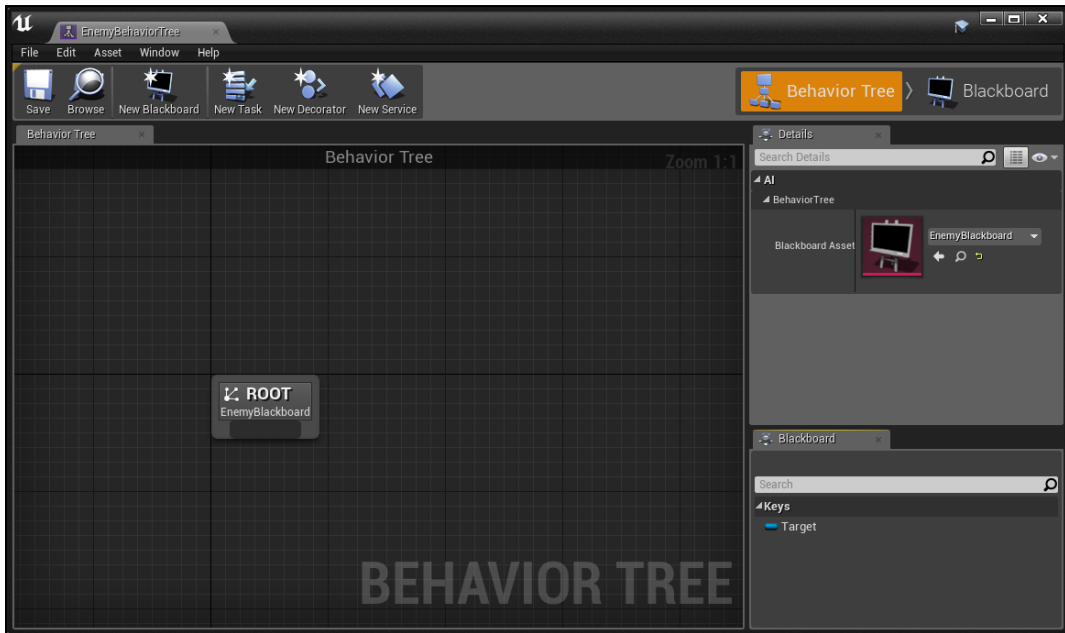 EnemyBehaviorTree
File Edit Asset Window Help
Save Browse New Blackboard New Task New Decorator New Service
Behavior Tree Blackboard
Behavior Tree
Behavior Tree
Zoom 1:1
ROOT
EnemyBlackboard
BEHAVIOR TREE
Details
Search Details
AI
BehaviorTree
Blackboard Asset
EnemyBlackboard
Blackboard
Search
Keys
Target